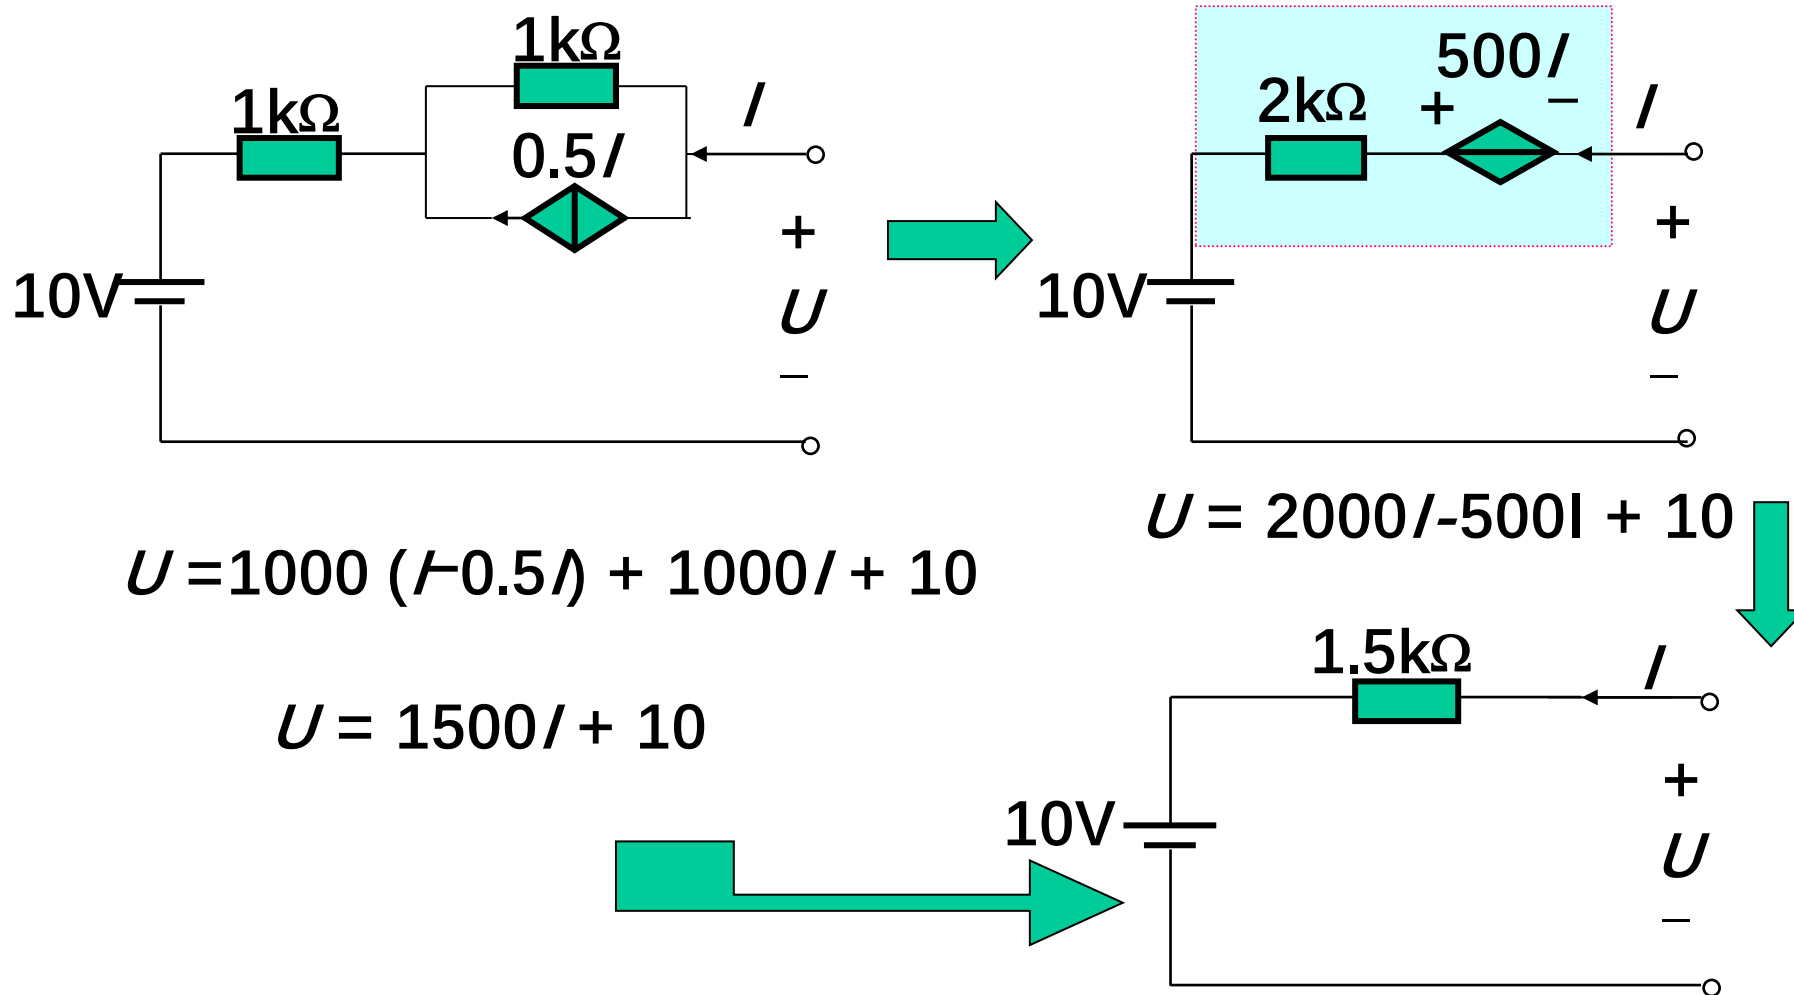 1kΩ
1kΩ
I
0.5I
10V
+
U
–
500I
2kΩ
+
–
I
10V
+
U
–
U = 2000I-500I + 10
U =1000 (I–0.5I) + 1000I + 10
U = 1500I + 10
1.5kΩ
I
10V
+
U
–